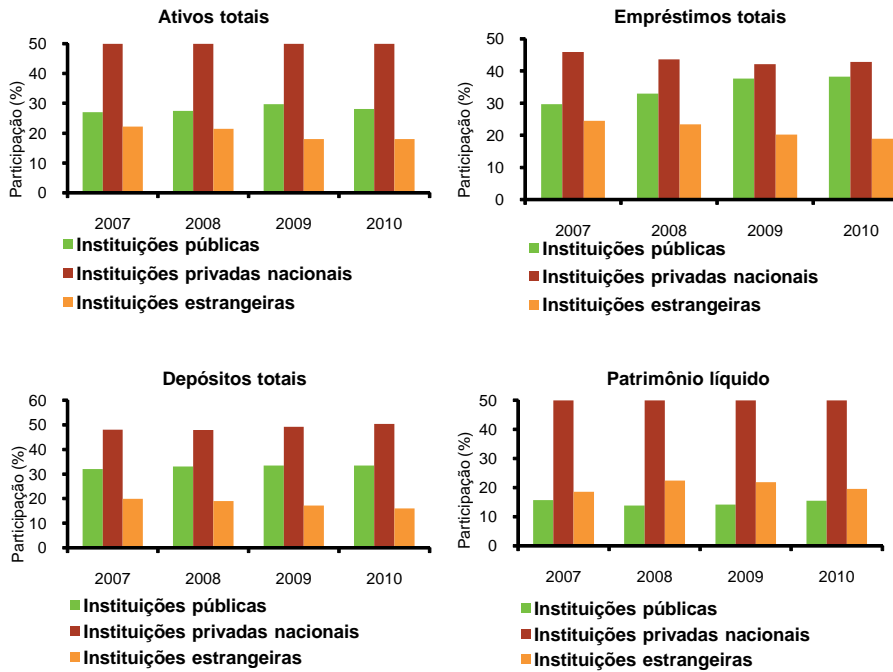 Ativos totais
Participação (%)
50
40
30
20
10
0
2007 2008 2009 2010
Instituições públicas
Instituições privadas nacionais
Instituições estrangeiras
Empréstimos totais
Participação (%)
50
40
30
20
10
0
2007 2008 2009 2010
Instituições públicas
Instituições privadas nacionais
Instituições estrangeiras
Depósitos totais
Participação (%)
60
50
40
30
20
10
0
2007 2008 2009 2010
Instituições públicas
Instituições privadas nacionais
Instituições estrangeiras
Patrimônio líquido
Participação (%)
50
40
30
20
10
0
2007 2008 2009 2010
Instituições públicas
Instituições privadas nacionais
Instituições estrangeiras